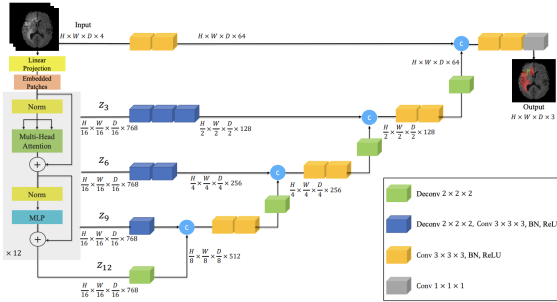 Input
H × W × D × 4
H × W × D × 64
C
H × W × D × 64
Output
H × W × D × 3
Linear
Projection
Embedded
Patches
Norm
Multi-Head
Attention
+
Norm
MLP
+
× 12
Z3
H/16 × W/16 × D/16 × 768
H/2 × W/2 × D/2 × 128
C
H/2 × W/2 × D/2 × 128
Z6
H/16 × W/16 × D/16 × 768
H/4 × W/4 × D/4 × 256
C
H/4 × W/4 × D/4 × 256
Z9
H/16 × W/16 × D/16 × 768
C
H/8 × W/8 × D/8 × 512
Z12
H/16 × W/16 × D/16 × 768
Deconv 2 × 2 × 2
Deconv 2 × 2 × 2, Conv 3 × 3 × 3, BN, ReLU
Conv 3 × 3 × 3, BN, ReLU
Conv 1 × 1 × 1